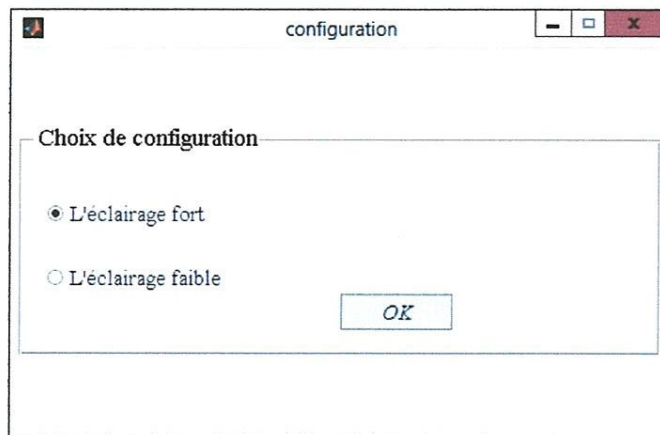 configuration
Choix de configuration
L'éclairage fort
L'éclairage faible
OK